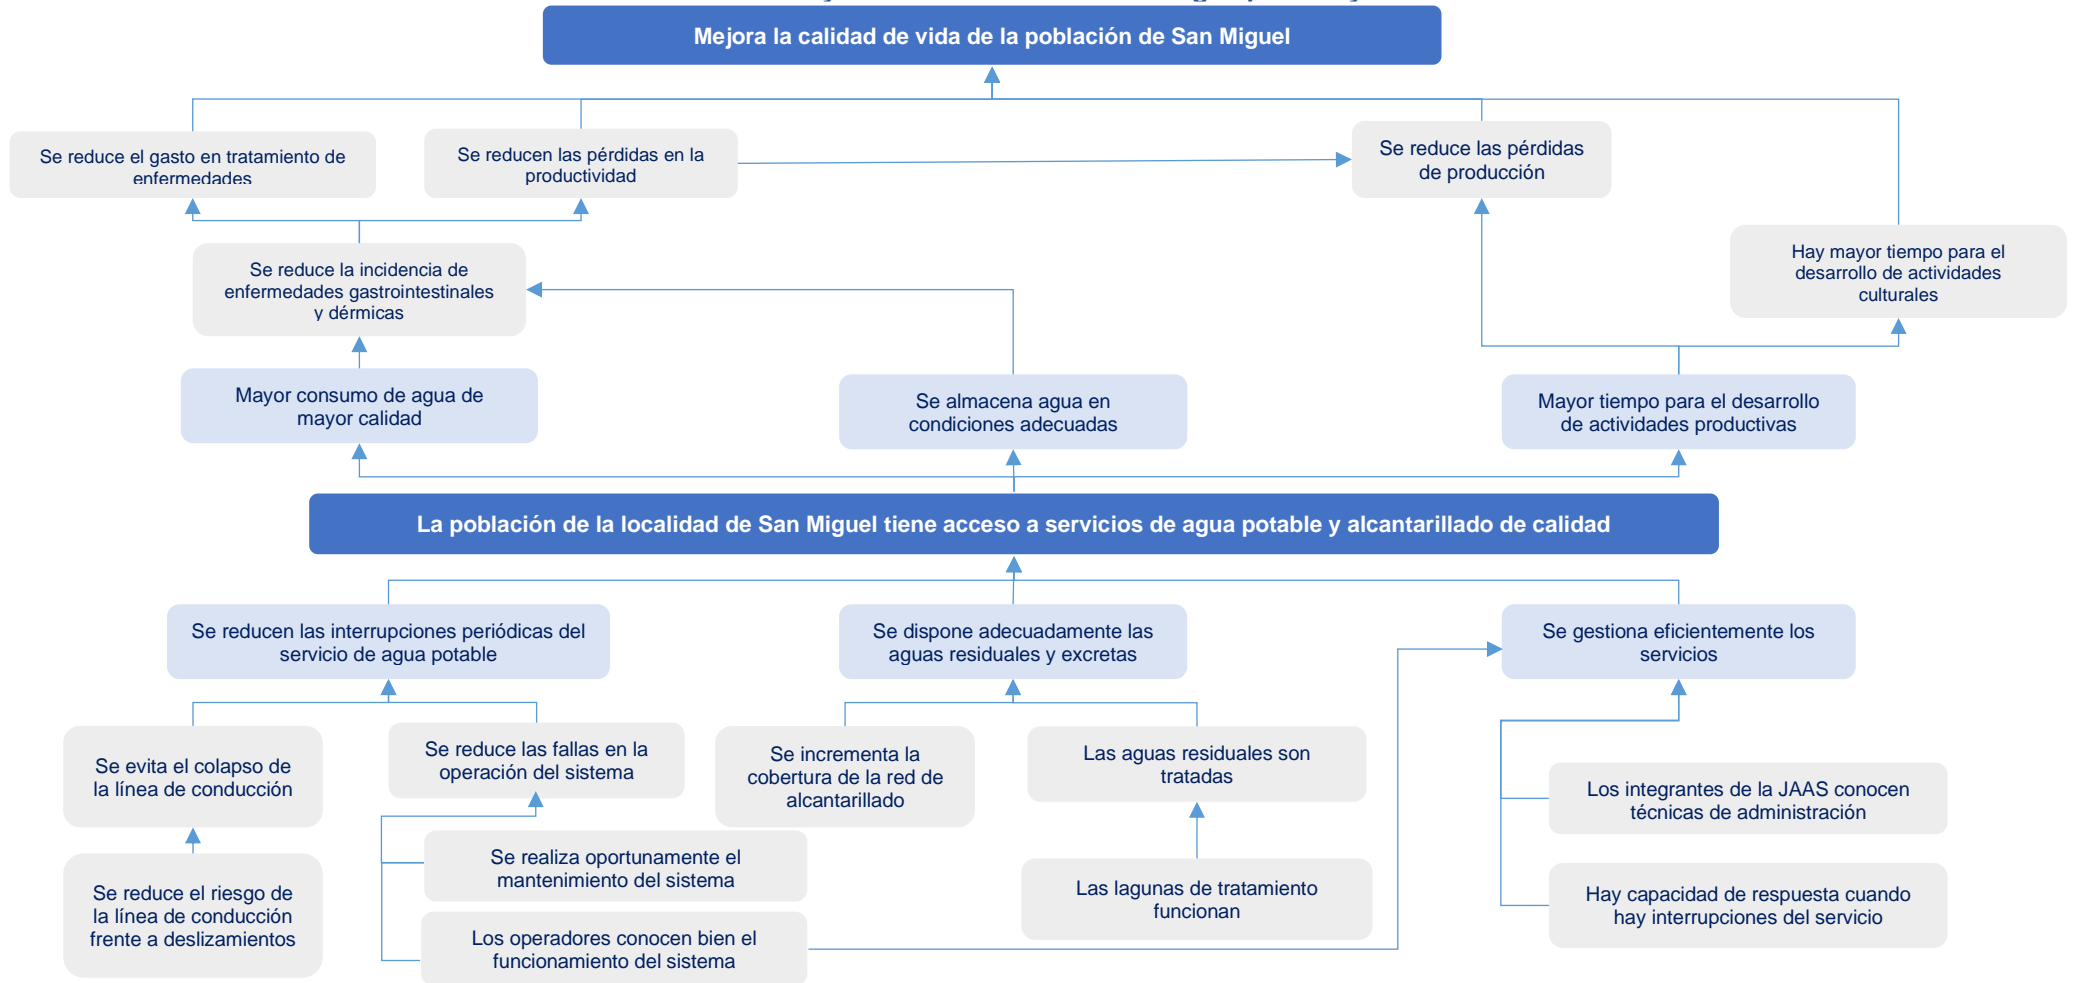 Mejora la calidad de vida de la población de San Miguel
Se reduce el gasto en tratamiento de
enfermedades
Se reducen las pérdidas en la
productividad
Se reduce las pérdidas
de producción
Se reduce la incidencia de
enfermedades gastrointestinales
y dérmicas
Hay mayor tiempo para el
desarrollo de actividades
culturales
Mayor consumo de agua de
mayor calidad
Se almacena agua en
condiciones adecuadas
Mayor tiempo para el desarrollo
de actividades productivas
La población de la localidad de San Miguel tiene acceso a servicios de agua potable y alcantarillado de calidad
Se reducen las interrupciones periódicas del
servicio de agua potable
Se dispone adecuadamente las
aguas residuales y excretas
Se gestiona eficientemente los
servicios
Se evita el colapso de
la línea de conducción
Se reduce las fallas en la
operación del sistema
Se incrementa la
cobertura de la red de
alcantarillado
Las aguas residuales son
tratadas
Los integrantes de la JAAS conocen
técnicas de administración
Se reduce el riesgo de
la línea de conducción
frente a deslizamientos
Se realiza oportunamente el
mantenimiento del sistema
Las lagunas de tratamiento
funcionan
Hay capacidad de respuesta cuando
hay interrupciones del servicio
Los operadores conocen bien el
funcionamiento del sistema